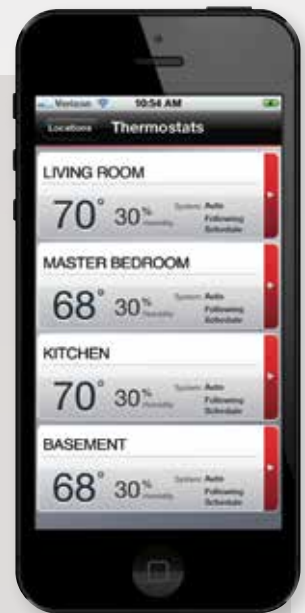 Verizon 10:54 AM
Locations Thermostats
LIVING ROOM
70° 30% Humidity System: Auto
Following
Schedule
MASTER BEDROOM
68° 30% Humidity System: Auto
Following
Schedule
KITCHEN
70° 30% Humidity System: Auto
Following
Schedule
BASEMENT
68° 30% Humidity System: Auto
Following
Schedule